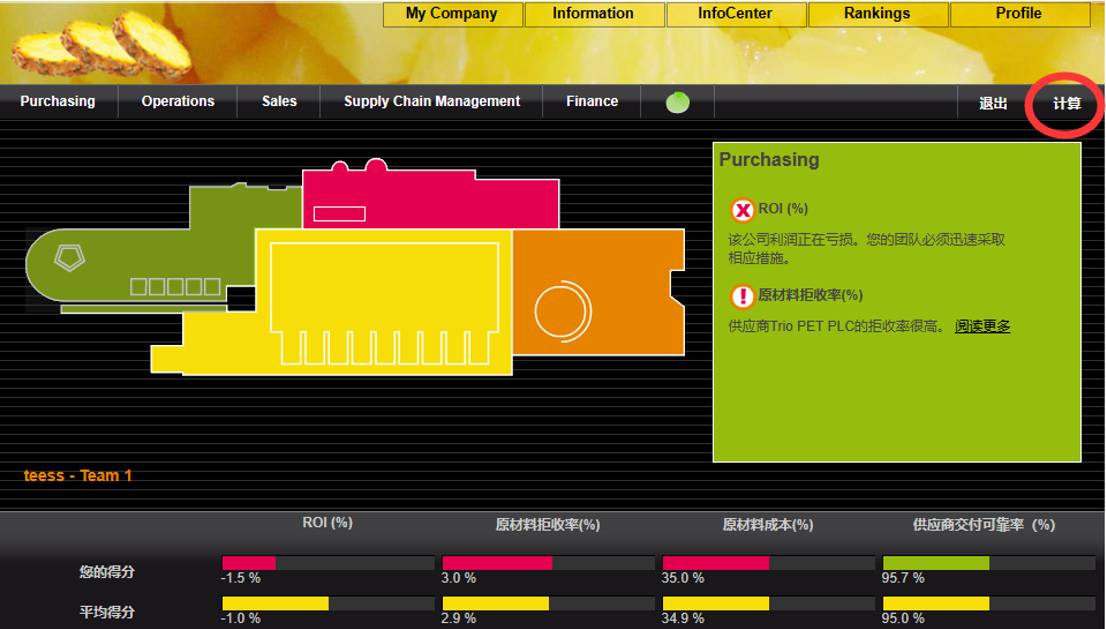 My Company Information InfoCenter Rankings Profile
Purchasing Operations Sales Supply Chain Management Finance 退出 计算
Purchasing
ROI (%)
该公司利润正在亏损。您的团队必须迅速采取
相应措施。
原材料拒收率(%)
供应商Trio PET PLC的拒收率很高。 阅读更多
teess - Team 1
ROI (%) 原材料拒收率(%) 原材料成本(%) 供应商交付可靠率 (%)
您的得分
-1.5 % 3.0 % 35.0 % 95.7 %
平均得分
-1.0 % 2.9 % 34.9 % 95.0 %